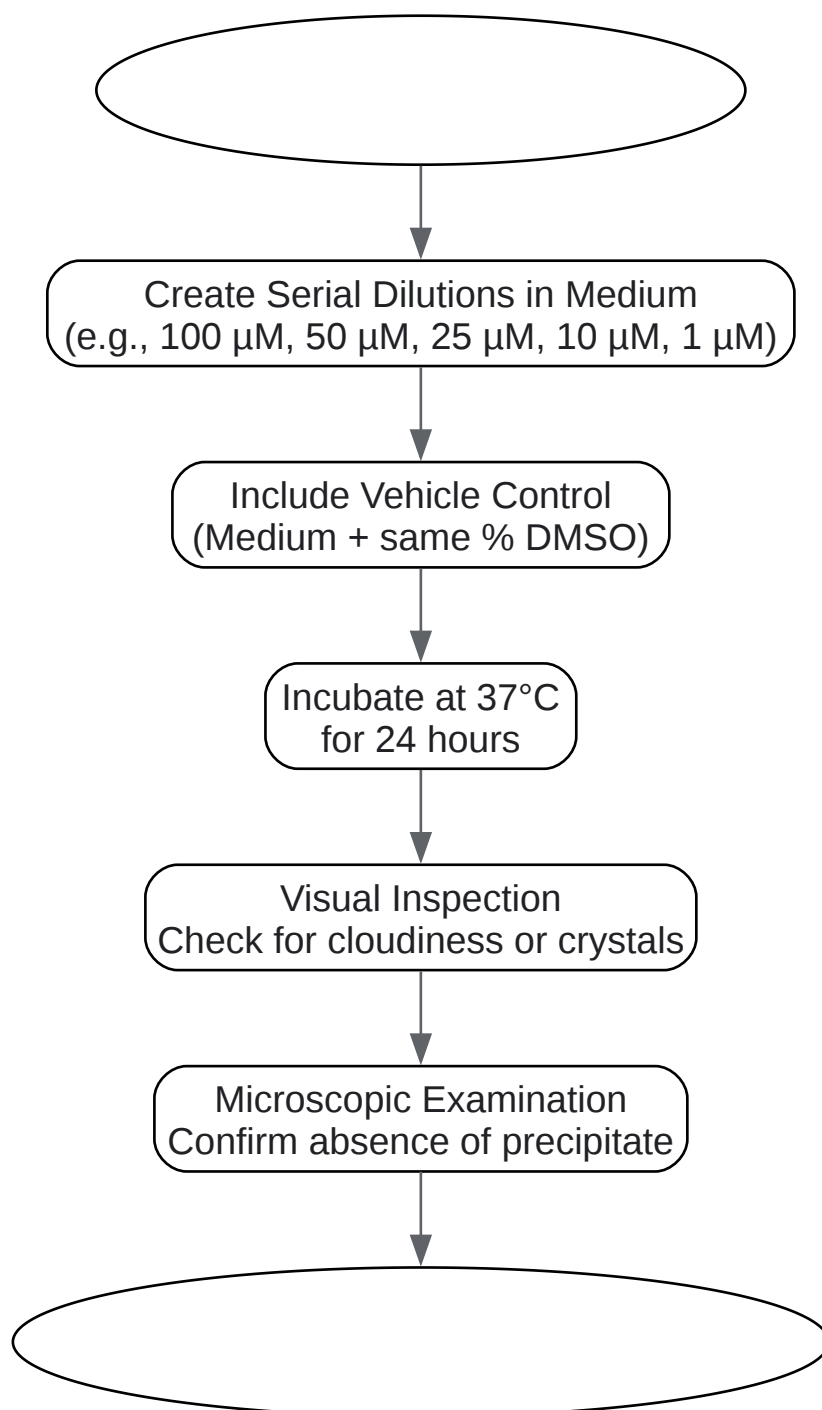 Create Serial Dilutions in Medium
(e.g., 100 µM, 50 µM, 25 µM, 10 µM, 1 µM)
Include Vehicle Control
(Medium + same % DMSO)
Incubate at 37°C
for 24 hours
Visual Inspection
Check for cloudiness or crystals
Microscopic Examination
Confirm absence of precipitate